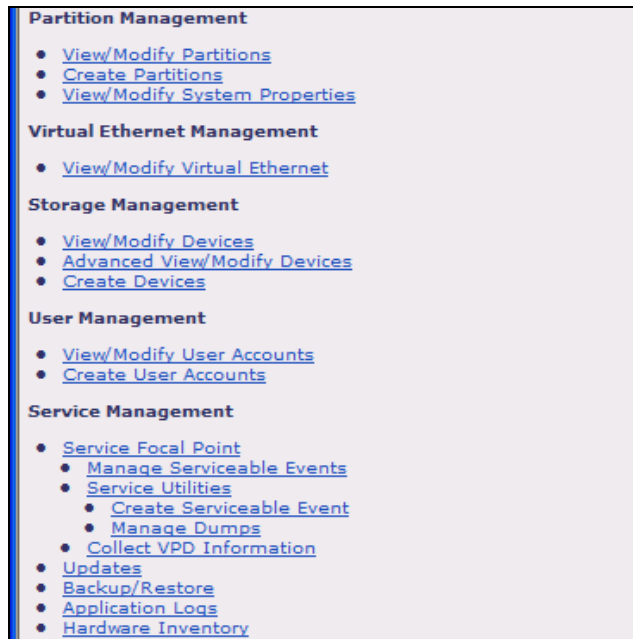 Partition Management
View/Modify Partitions
Create Partitions
View/Modify System Properties
Virtual Ethernet Management
View/Modify Virtual Ethernet
Storage Management
View/Modify Devices
Advanced View/Modify Devices
Create Devices
User Management
View/Modify User Accounts
Create User Accounts
Service Management
Service Focal Point
Manage Serviceable Events
Service Utilities
Create Serviceable Event
Manage Dumps
Collect VPD Information
Updates
Backup/Restore
Application Logs
Hardware Inventory